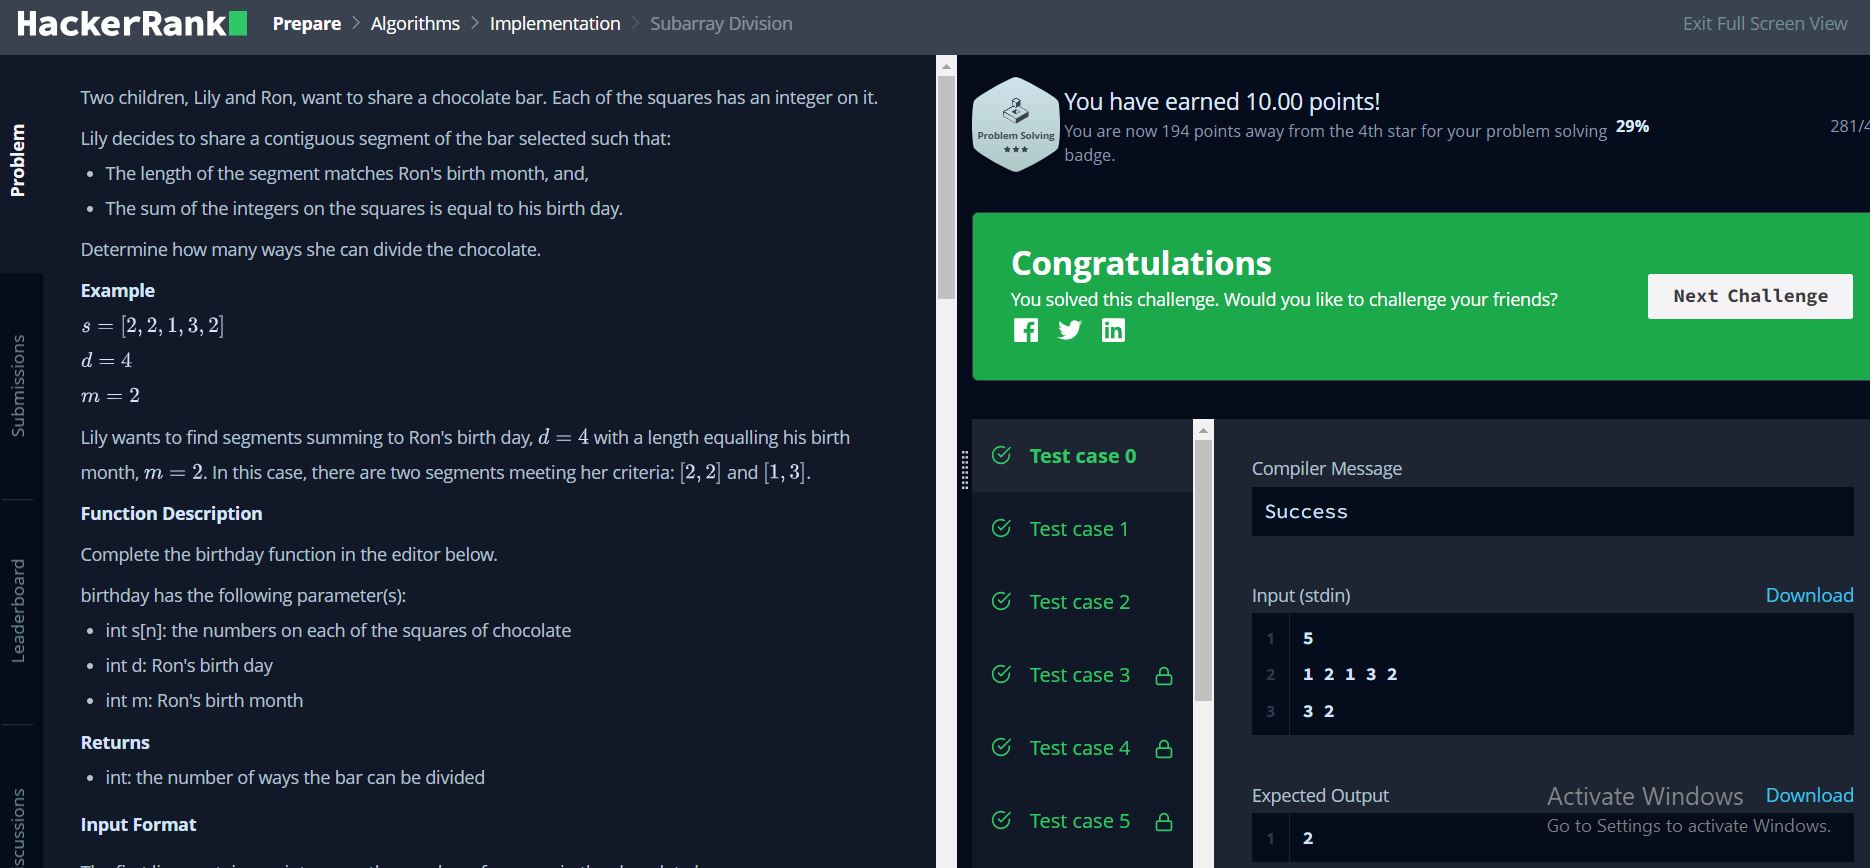 HackerRank Prepare > Algorithms > Implementation > Subarray Division Exit Full Screen View
Problem
Submissions
Leaderboard
Two children, Lily and Ron, want to share a chocolate bar. Each of the squares has an integer on it.
Lily decides to share a contiguous segment of the bar selected such that:
• The length of the segment matches Ron's birth month, and,
• The sum of the integers on the squares is equal to his birth day.
Determine how many ways she can divide the chocolate.
Example
s = [2, 2, 1, 3, 2]
d = 4
m = 2
Lily wants to find segments summing to Ron's birth day, d = 4 with a length equalling his birth
month, m = 2. In this case, there are two segments meeting her criteria: [2, 2] and [1, 3].
Function Description
Complete the birthday function in the editor below.
birthday has the following parameter(s):
• int s[n]: the numbers on each of the squares of chocolate
• int d: Ron's birth day
• int m: Ron's birth month
Returns
• int: the number of ways the bar can be divided
Input Format
Problem Solving
You have earned 10.00 points!
You are now 194 points away from the 4th star for your problem solving
badge.
29%
281/4
Congratulations
You solved this challenge. Would you like to challenge your friends?
Next Challenge
Test case 0
Test case 1
Test case 2
Test case 3
Test case 4
Test case 5
Compiler Message
Success
Input (stdin) Download
1 5
2 1 2 1 3 2
3 3 2
Expected Output Download
1 2
Activate Windows
Go to Settings to activate Windows.